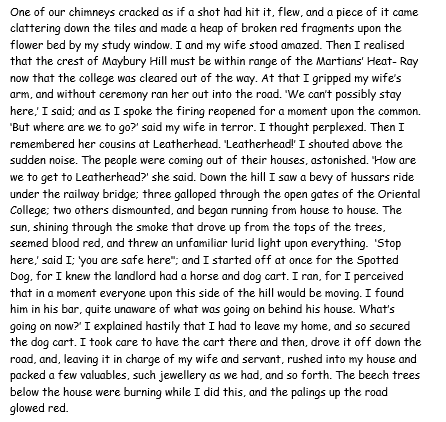 One of our chimneys cracked as if a shot had hit it, flew, and a piece of it came
clattering down the tiles and made a heap of broken red fragments upon the
flower bed by my study window. I and my wife stood amazed. Then I realised
that the crest of Maybury Hill must be within range of the Martians' Heat- Ray
now that the college was cleared out of the way. At that I gripped my wife's
arm, and without ceremony ran her out into the road. 'We can't possibly stay
here,' I said; and as I spoke the firing reopened for a moment upon the common.
'But where are we to go?' said my wife in terror. I thought perplexed. Then I
remembered her cousins at Leatherhead. 'Leatherhead!' I shouted above the
sudden noise. The people were coming out of their houses, astonished. 'How are
we to get to Leatherhead?' she said. Down the hill I saw a bevy of hussars ride
under the railway bridge; three galloped through the open gates of the Oriental
College; two others dismounted, and began running from house to house. The
sun, shining through the smoke that drove up from the tops of the trees,
seemed blood red, and threw an unfamiliar lurid light upon everything. 'Stop
here,' said I; 'you are safe here"; and I started off at once for the Spotted
Dog, for I knew the landlord had a horse and dog cart. I ran, for I perceived
that in a moment everyone upon this side of the hill would be moving. I found
him in his bar, quite unaware of what was going on behind his house. What's
going on now?' I explained hastily that I had to leave my home, and so secured
the dog cart. I took care to have the cart there and then, drove it off down the
road, and, leaving it in charge of my wife and servant, rushed into my house and
packed a few valuables, such jewellery as we had, and so forth. The beech trees
below the house were burning while I did this, and the palings up the road
glowed red.